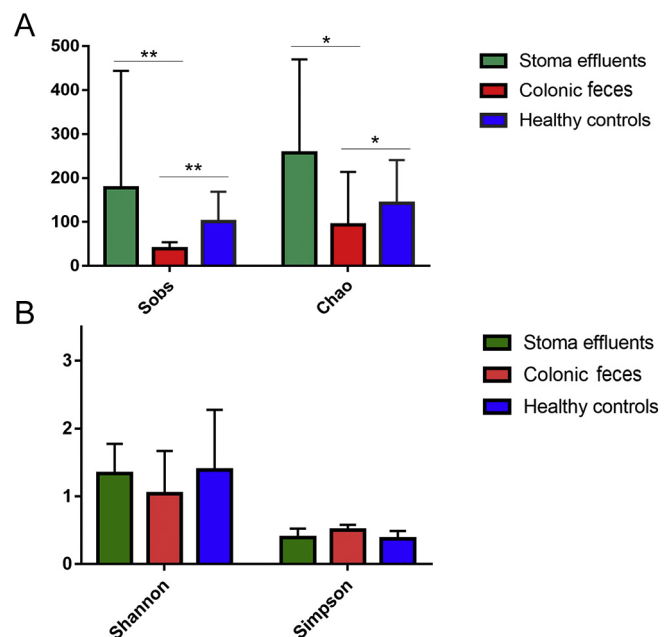 A
500
400
300
200
100
0
**
**
*
*
Sobs
Chao
Stoma effluents
Colonic feces
Healthy controls
B
3
2
1
0
Shannon
Simpson
Stoma effluents
Colonic feces
Healthy controls